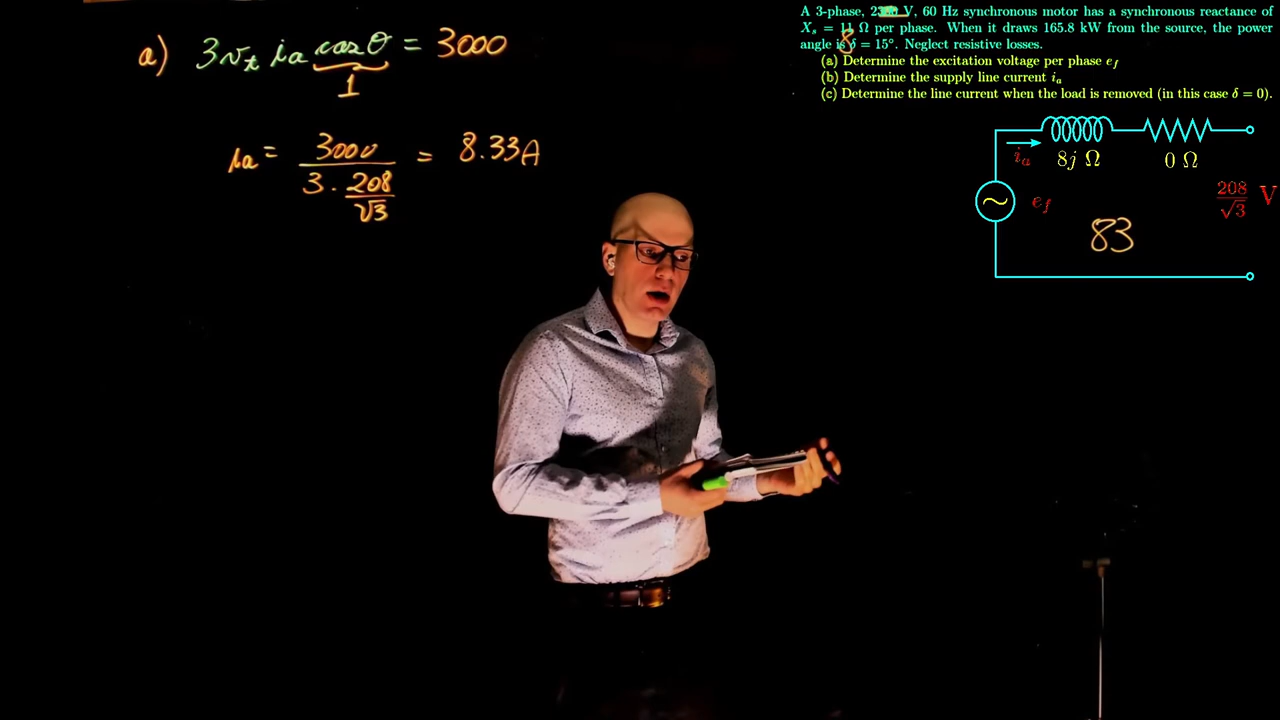 a) 3v_t i_a cosθ = 3000
1
i_a = 3000 / (3 · 208/√3) = 8.33A
A 3-phase, V, 60 Hz synchronous motor has a synchronous reactance of
X_s = 11 Ω per phase. When it draws 165.8 kW from the source, the power
8
angle is δ = 15°. Neglect resistive losses.
(a) Determine the excitation voltage per phase e_f
(b) Determine the supply line current i_a
(c) Determine the line current when the load is removed (in this case δ = 0).
i_a 8j Ω 0 Ω
e_f 208/√3 V
83